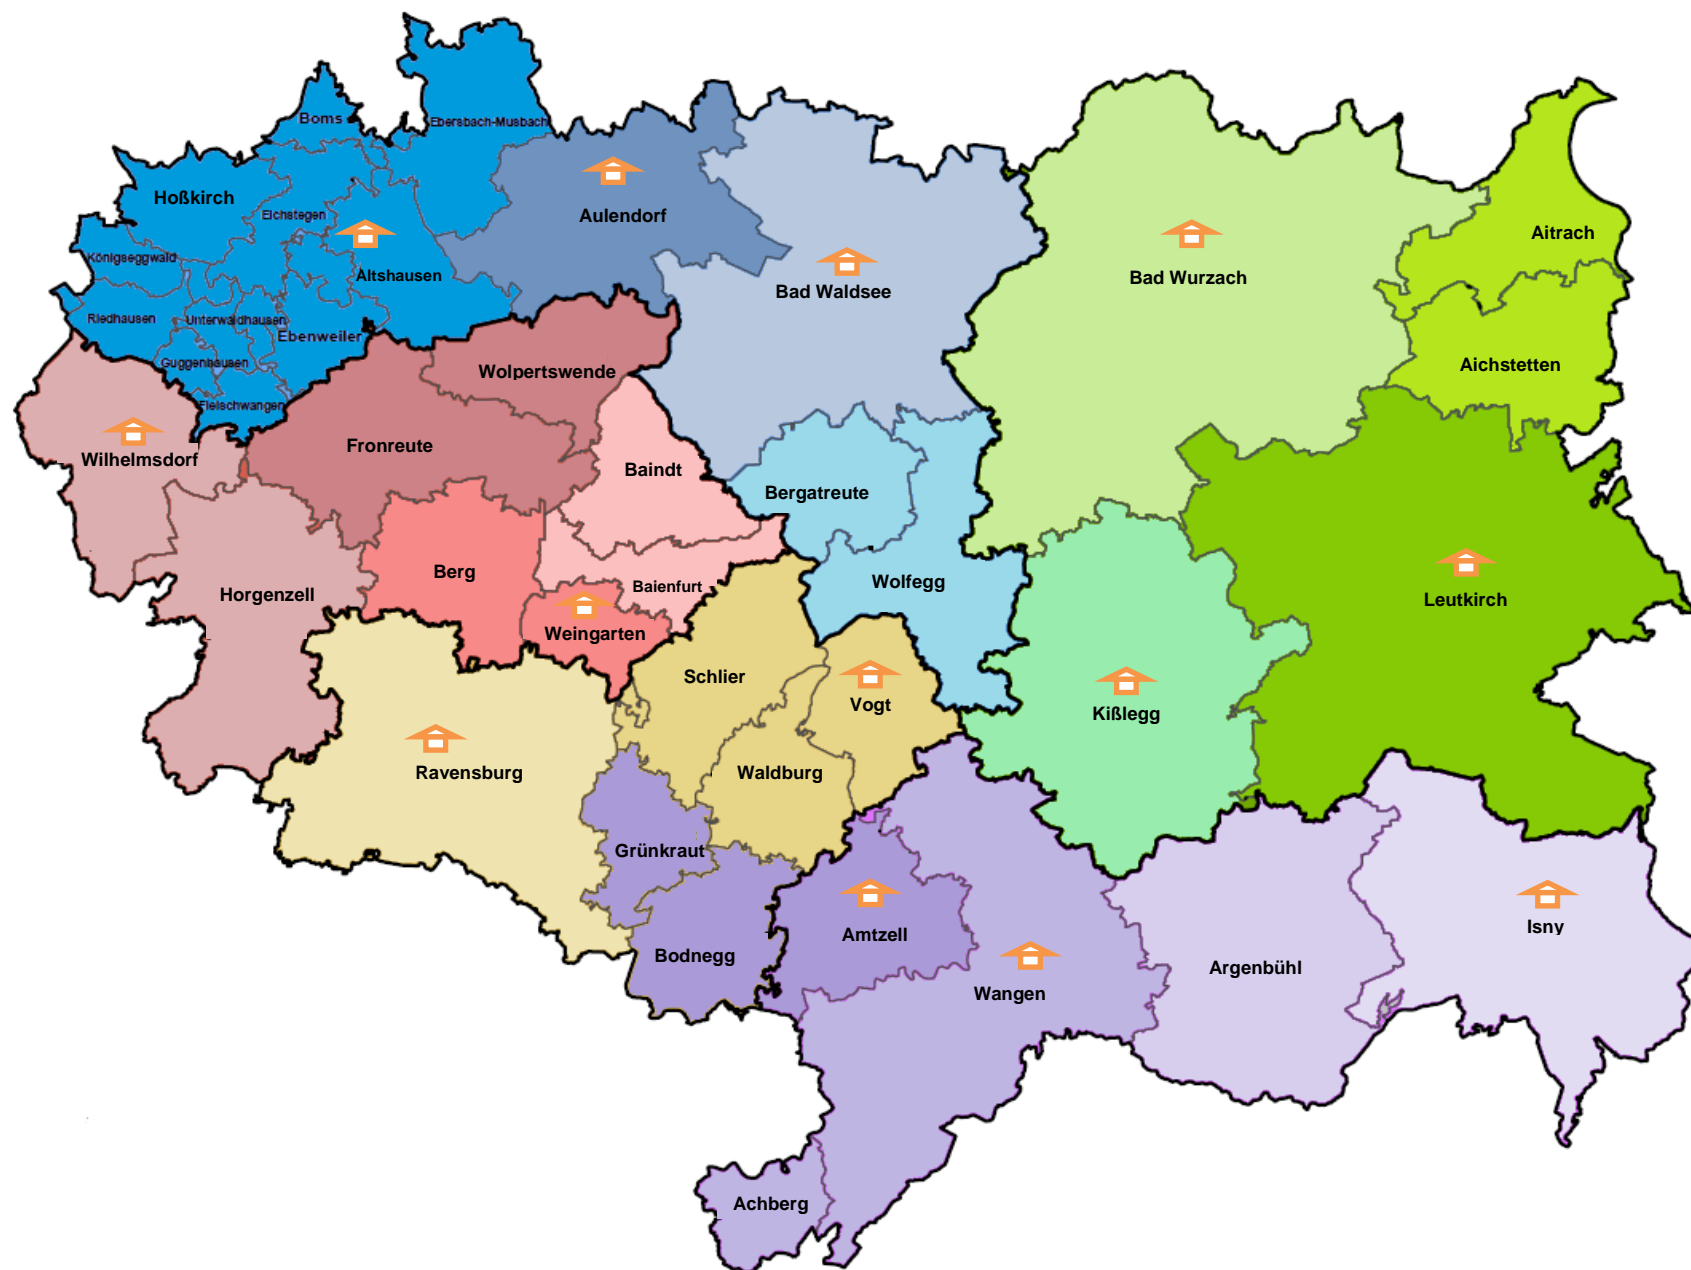 Boms
Ebersbach-Musbach
Hoßkirch
Eichstegen
Aulendorf
Aitrach
Königseggwald
Altshausen
Bad Waldsee
Bad Wurzach
Riedhausen
Unterwaldhausen
Ebenweiler
Guggenhausen
Wolpertswende
Aichstetten
Fleischwangen
Fronreute
Wilhelmsdorf
Baindt
Bergatreute
Berg
Baienfurt
Wolfegg
Horgenzell
Leutkirch
Weingarten
Schlier
Vogt
Kißlegg
Ravensburg
Waldburg
Grünkraut
Amtzell
Isny
Bodnegg
Argenbühl
Wangen
Achberg